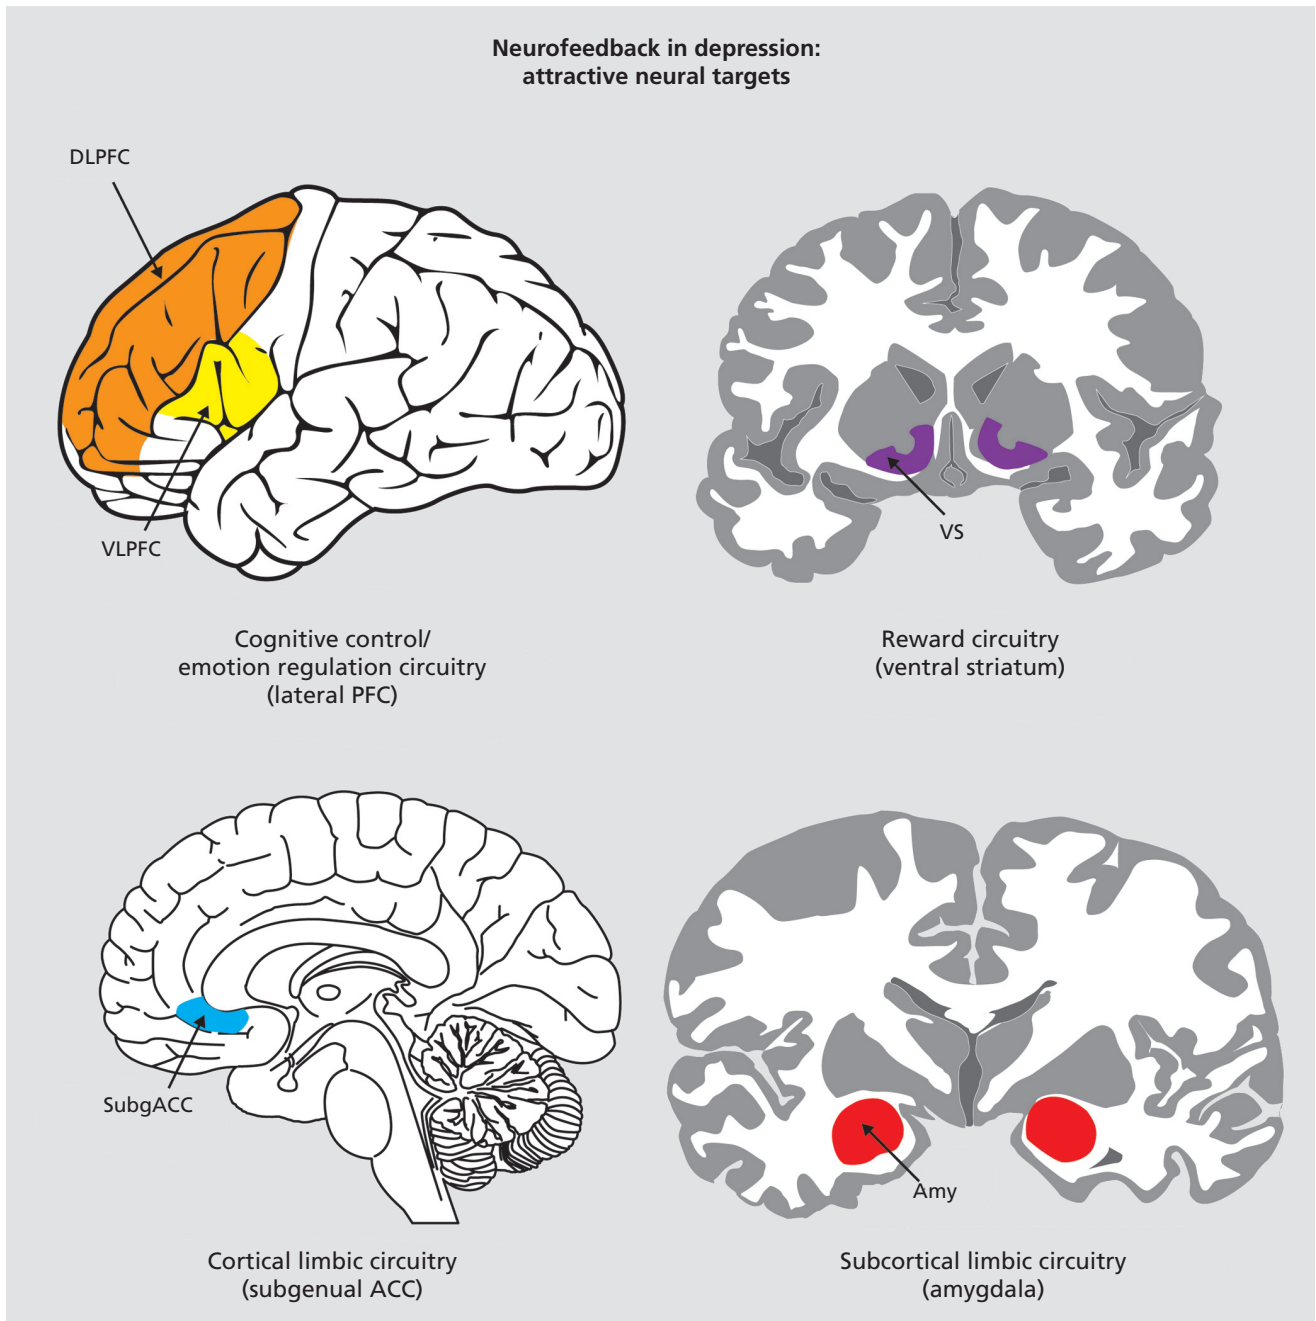 Neurofeedback in depression:
attractive neural targets
DLPFC
VLPFC
VS
Cognitive control/
emotion regulation circuitry
(lateral PFC)
Reward circuitry
(ventral striatum)
SubgACC
Amy
Cortical limbic circuitry
(subgenual ACC)
Subcortical limbic circuitry
(amygdala)